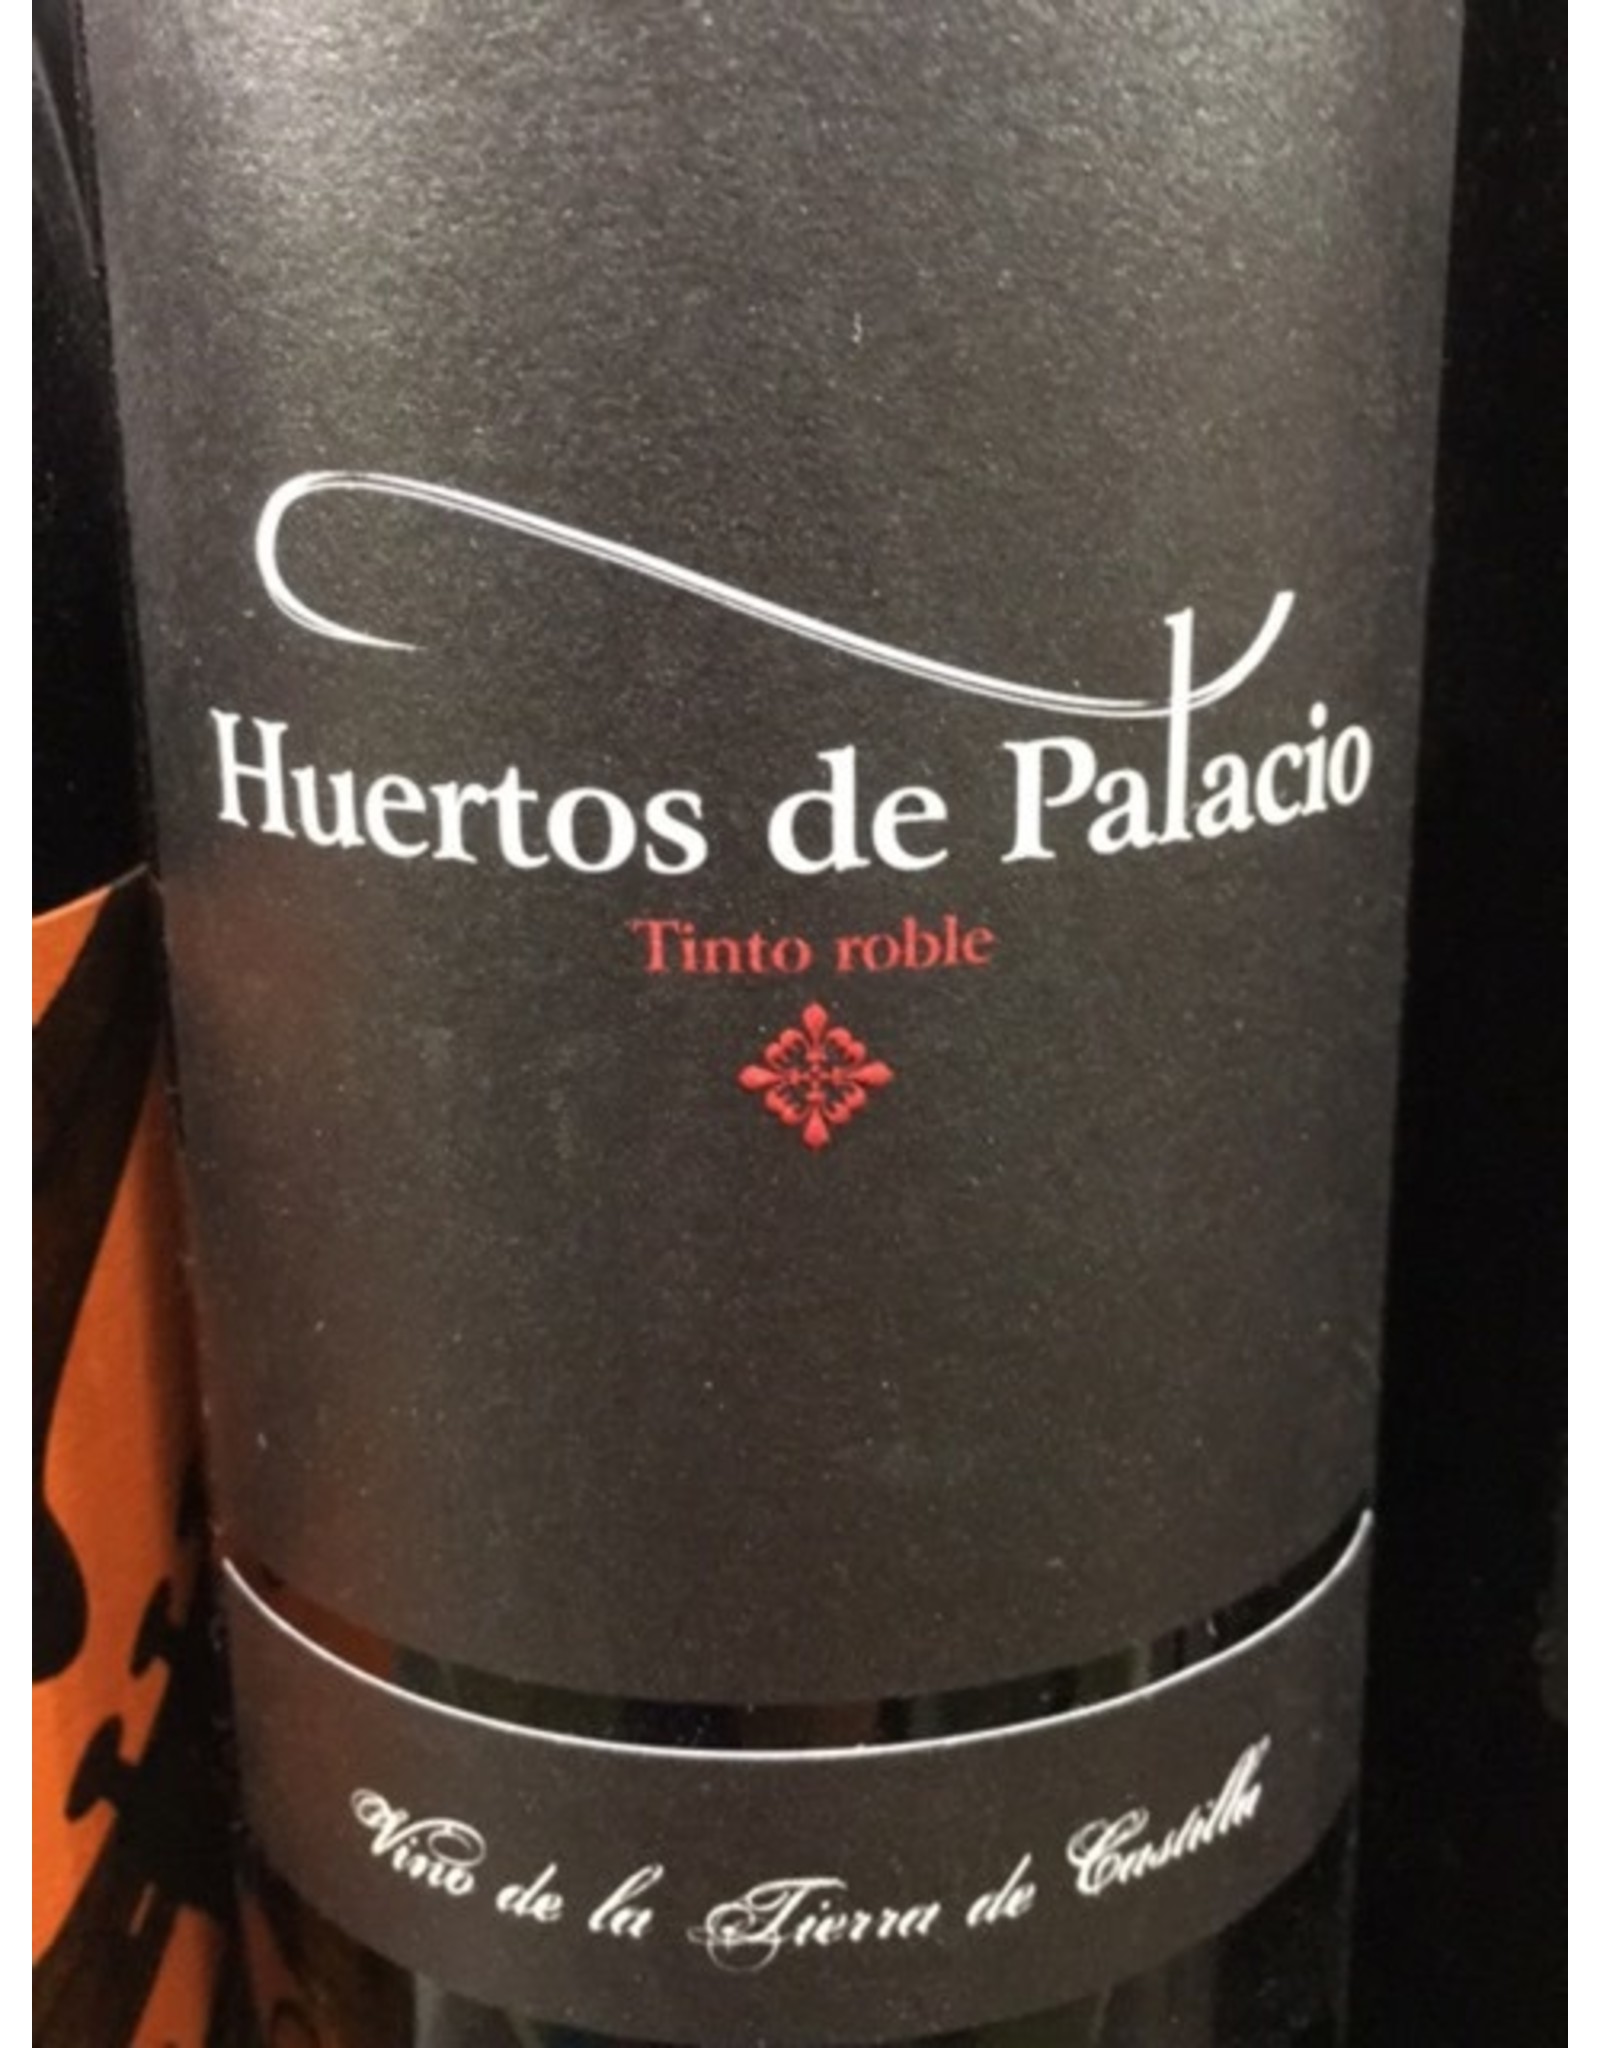 Huertos de Palacio
Tinto roble
Vino de la Tierra de Castilla